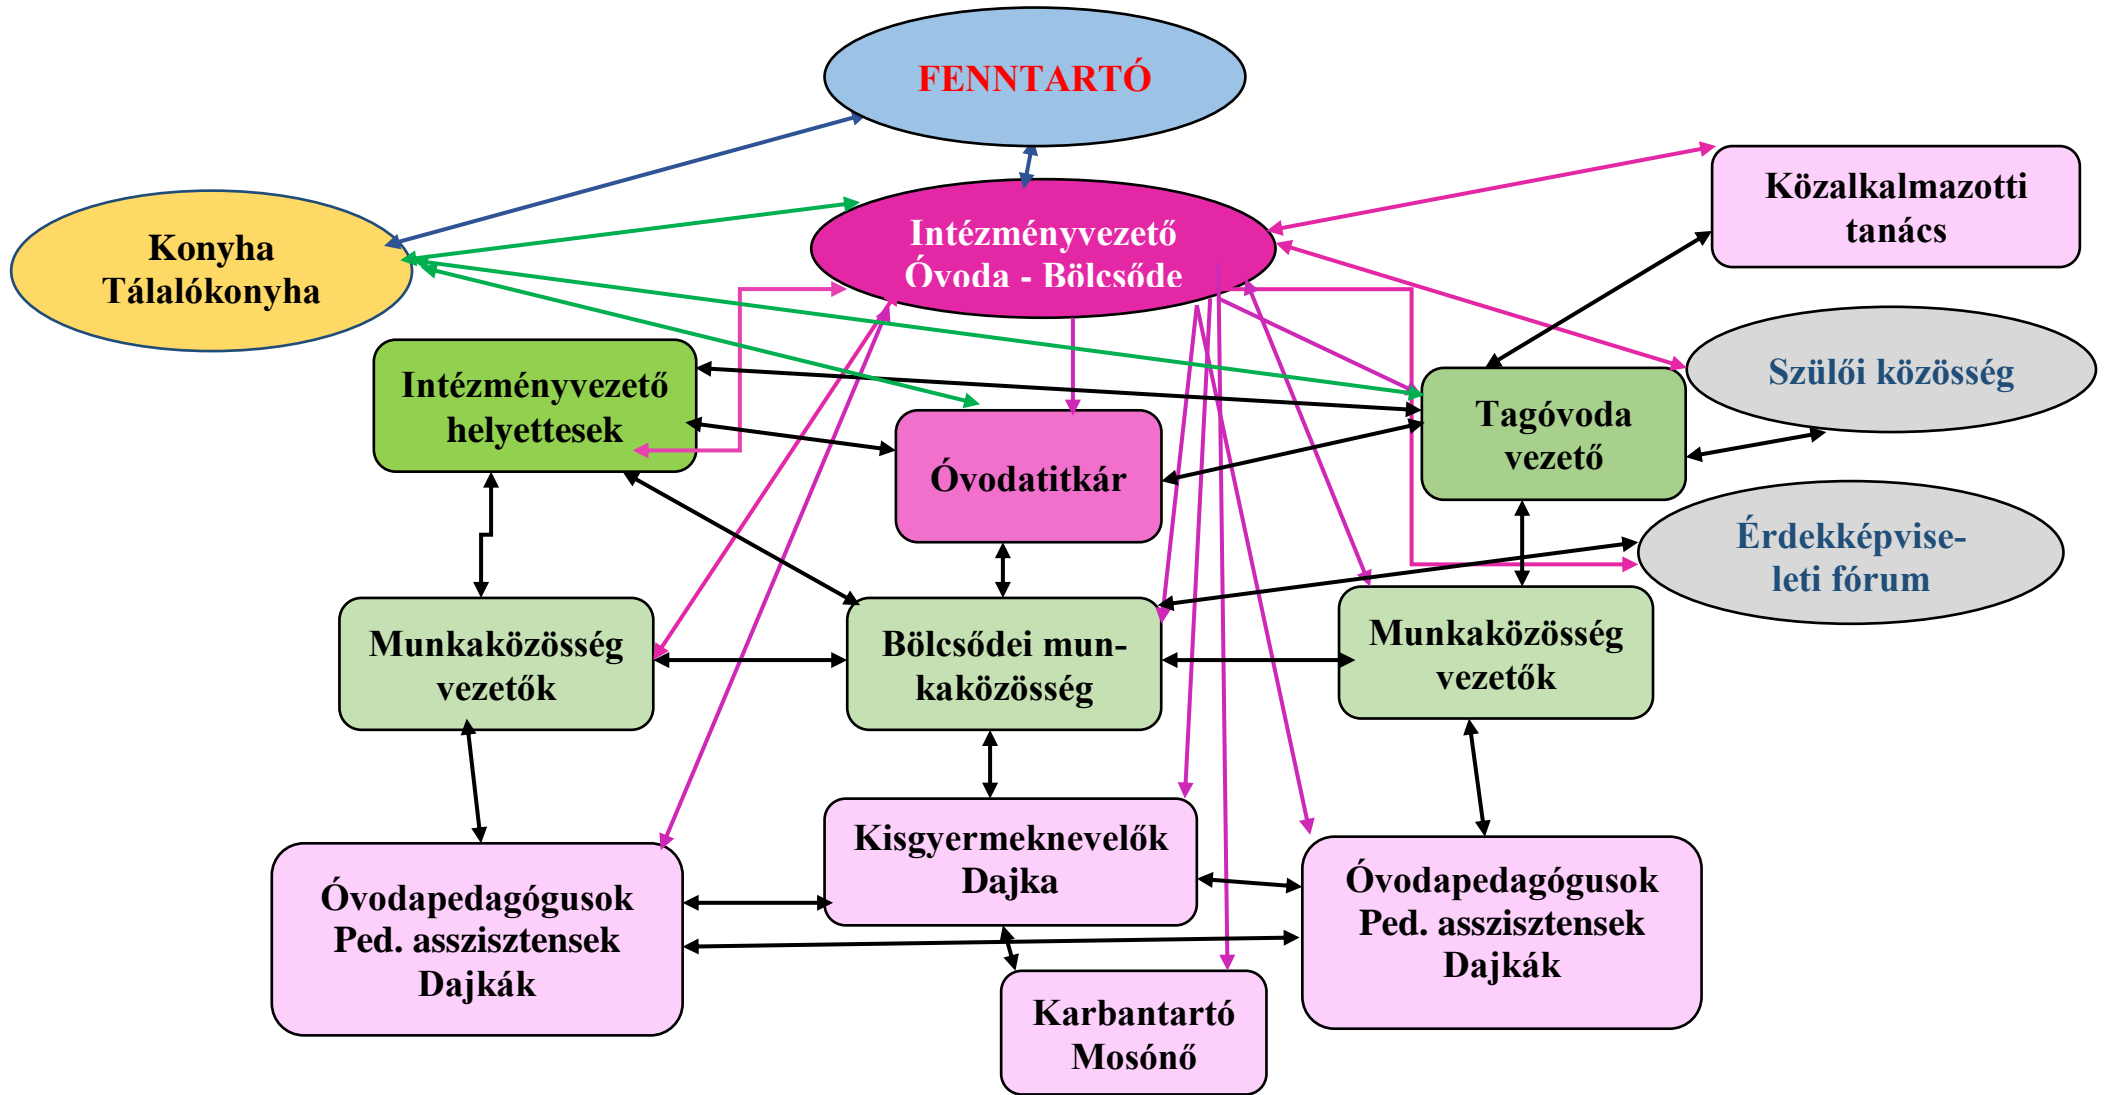 FENNTARTÓ
Közalkalmazotti
tanács
Intézményvezető
Óvoda - Bölcsőde
Konyha
Tálalókonyha
Szülői közösség
Intézményvezető
helyettesek
Tagóvoda
vezető
Óvodatitkár
Érdekképvise-
leti fórum
Munkaközösség
vezetők
Bölcsődei mun-
kaközösség
Munkaközösség
vezetők
Kisgyermeknevelők
Dajka
Óvodapedagógusok
Ped. asszisztensek
Dajkák
Óvodapedagógusok
Ped. asszisztensek
Dajkák
Karbantartó
Mosónő